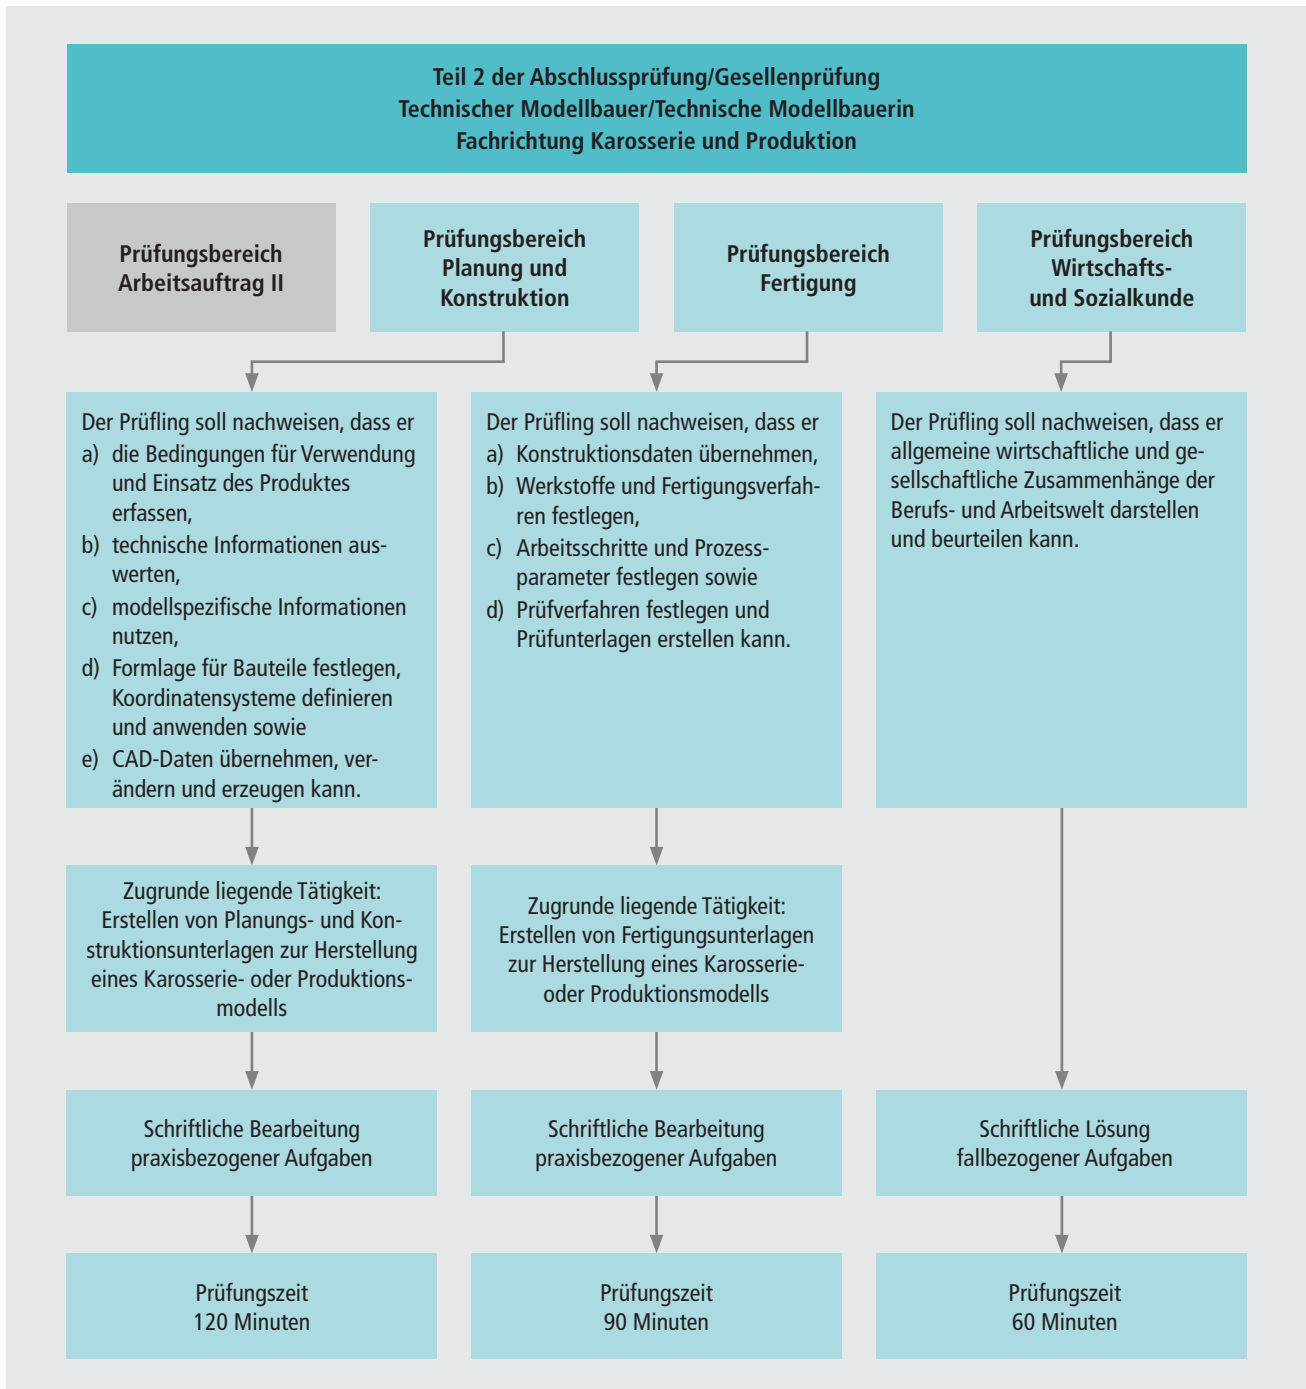 Teil 2 der Abschlussprüfung/Gesellenprüfung
Technischer Modellbauer/Technische Modellbauerin
Fachrichtung Karosserie und Produktion
Prüfungsbereich
Arbeitsauftrag II
Prüfungsbereich
Planung und
Konstruktion
Prüfungsbereich
Fertigung
Prüfungsbereich
Wirtschafts-
und Sozialkunde
Der Prüfling soll nachweisen, dass er
a) die Bedingungen für Verwendung
und Einsatz des Produktes
erfassen,
b) technische Informationen aus-
werten,
c) modellspezifische Informationen
nutzen,
d) Formlage für Bauteile festlegen,
Koordinatensysteme definieren
und anwenden sowie
e) CAD-Daten übernehmen, ver-
ändern und erzeugen kann.
Der Prüfling soll nachweisen, dass er
a) Konstruktionsdaten übernehmen,
b) Werkstoffe und Fertigungsverfah-
ren festlegen,
c) Arbeitsschritte und Prozess-
parameter festlegen sowie
d) Prüfverfahren festlegen und
Prüfunterlagen erstellen kann.
Der Prüfling soll nachweisen, dass er
allgemeine wirtschaftliche und ge-
sellschaftliche Zusammenhänge der
Berufs- und Arbeitswelt darstellen
und beurteilen kann.
Zugrunde liegende Tätigkeit:
Erstellen von Planungs- und Kon-
struktionsunterlagen zur Herstellung
eines Karosserie- oder Produktions-
modells
Zugrunde liegende Tätigkeit:
Erstellen von Fertigungsunterlagen
zur Herstellung eines Karosserie-
oder Produktionsmodells
Schriftliche Bearbeitung
praxisbezogener Aufgaben
Schriftliche Bearbeitung
praxisbezogener Aufgaben
Schriftliche Lösung
fallbezogener Aufgaben
Prüfungszeit
120 Minuten
Prüfungszeit
90 Minuten
Prüfungszeit
60 Minuten